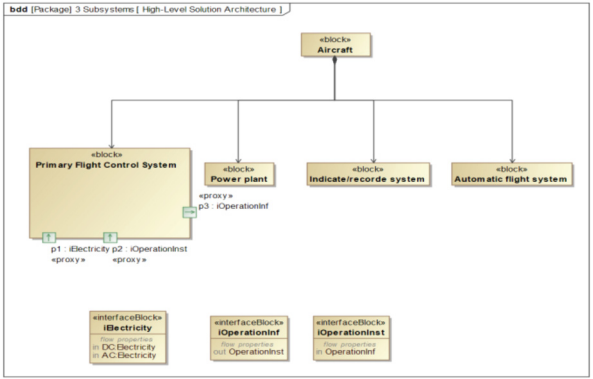 bdd [Package] 3 Subsystems [ High-Level Solution Architecture ]
«block»
Aircraft
«block»
Primary Flight Control System
«block»
Power plant
«block»
Indicate/recorde system
«block»
Automatic flight system
«proxy»
p3 : iOperationInf
p1 : iElectricity p2 : iOperationInst
«proxy» «proxy»
«interfaceBlock»
iElectricity
flow properties
in DC:Electricity
in AC:Electricity
«interfaceBlock»
iOperationInf
flow properties
out OperationInst
«interfaceBlock»
iOperationInst
flow properties
in OperationInf